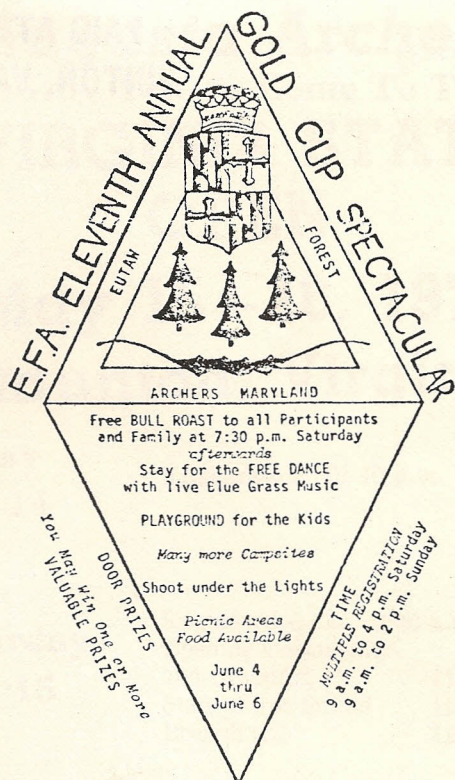 E.F.A. ELEVENTH ANNUAL
GOLD CUP SPECTACULAR
EUTAH
FOREST
ARCHERS MARYLAND
Free BULL ROAST to all Participants
and Family at 7:30 p.m. Saturday
afterwards
Stay for the FREE DANCE
with live Blue Grass Music
PLAYGROUND for the Kids
Many more Campsites
Shoot under the Lights
Picnic Areas
Food Available
June 4
thru
June 6
DOOR PRIZES
You May Win One or More
VALUABLE PRIZES
TIME
MULTIPLE REGISTRATION
9 a.m. to 4 p.m. Saturday
9 a.m. to 2 p.m. Sunday